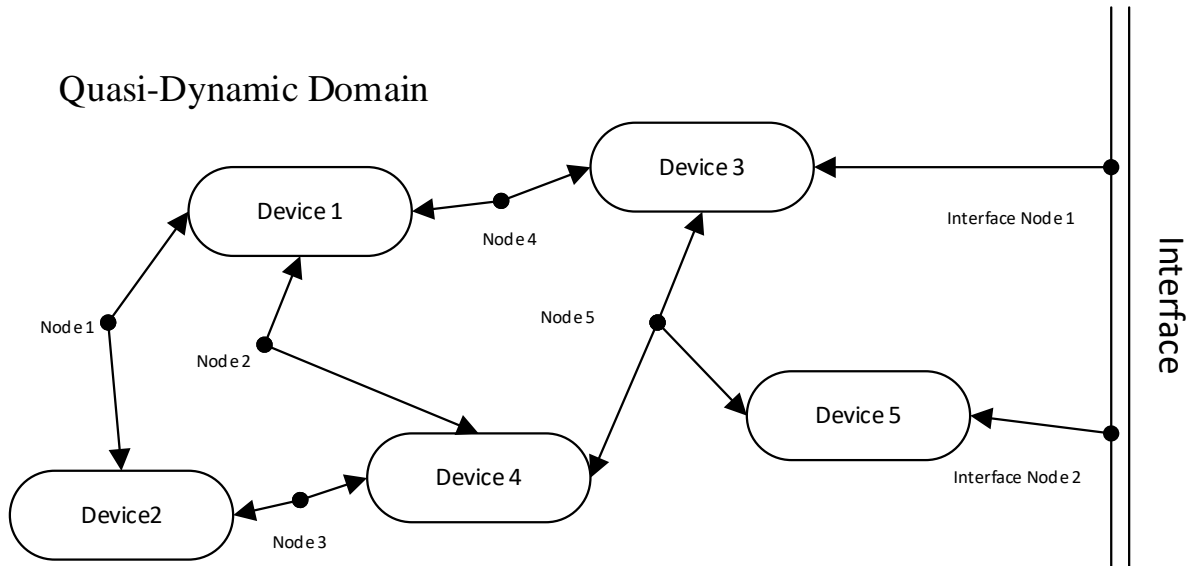 Quasi-Dynamic Domain
Device 3
Device 1
Interface Node 1
Node 4
Interface
Node 5
Node 1
Node 2
Device 5
Device 4
Interface Node 2
Device2
Node 3